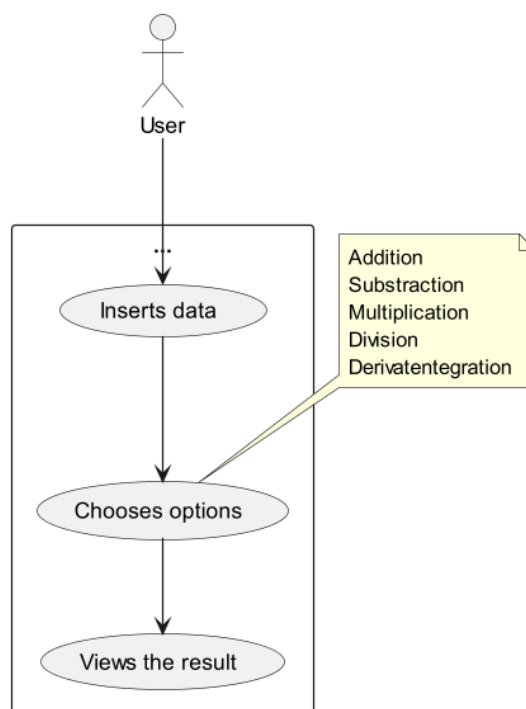 User
...
Inserts data
Addition
Substraction
Multiplication
Division
Derivatentegration
Chooses options
Views the result